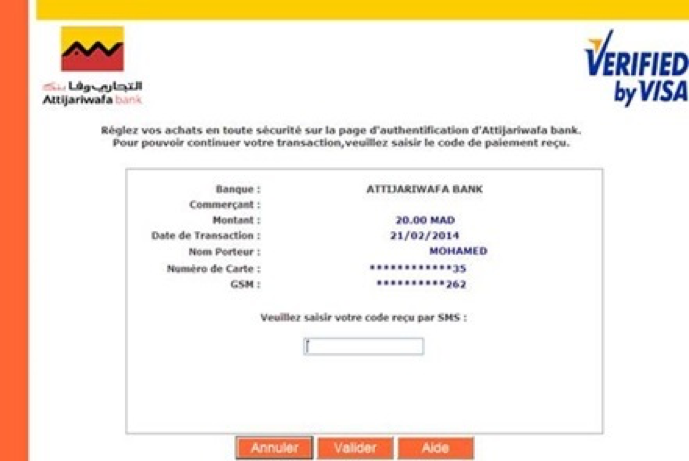 التجاري وفا بنك
Attijariwafa bank
VERIFIED
by VISA
Réglez vos achats en toute sécurité sur la page d'authentification d'Attijariwafa bank.
Pour pouvoir continuer votre transaction,veuillez saisir le code de paiement reçu.
Banque : ATTIJARIWAFA BANK
Commerçant :
Montant : 20.00 MAD
Date de Transaction : 21/02/2014
Nom Porteur : MOHAMED
Numéro de Carte : ************35
GSM : **********262
Veuillez saisir votre code reçu par SMS :
Annuler Valider Aide